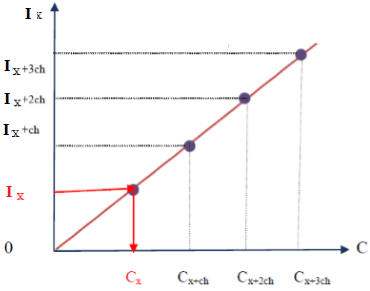 I x
I x+3ch
I x+2ch
I x+ch
I x
0
C
Cx Cx+ch Cx+2ch Cx+3ch